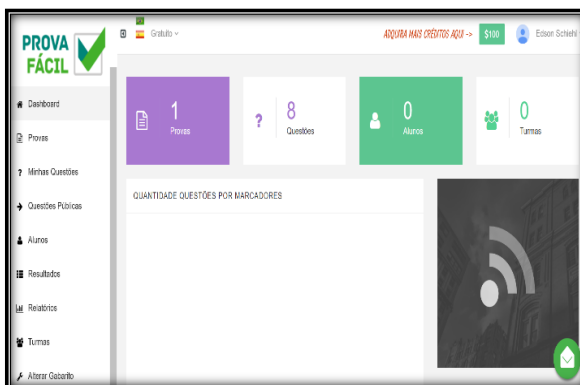 PROVA
FÁCIL
Gratuito
ADQUIRA MAIS CRÉDITOS AQUI ->
$100
Edson Schiehl
Dashboard
Provas
Minhas Questões
Questões Públicas
Alunos
Resultados
Relatórios
Turmas
Alterar Gabarito
1
Provas
8
Questões
0
Alunos
0
Turmas
QUANTIDADE QUESTÕES POR MARCADORES